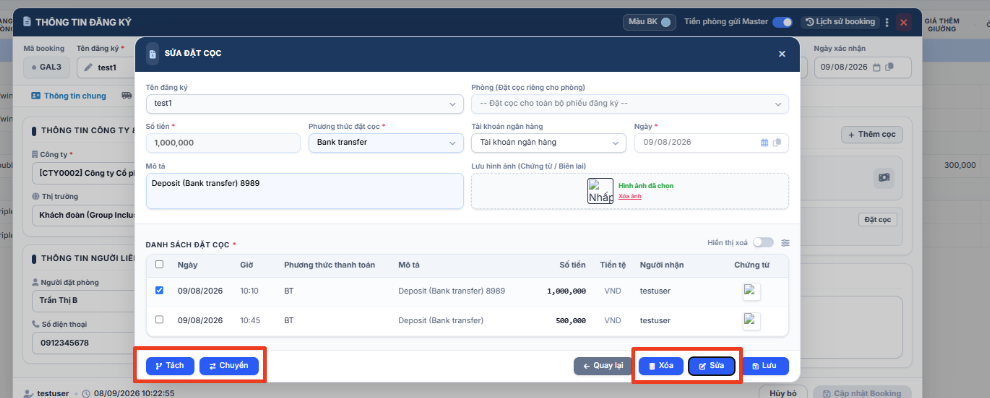 THÔNG TIN ĐĂNG KÝ
Màu BK
Tiền phòng gửi Master
Lịch sử booking
GIÁ THÊM
GIƯỜNG
Mã booking
Tên đăng ký *
GAL3
test1
Ngày xác nhận
09/08/2026
Thông tin chung
THÔNG TIN CÔNG TY &
Công ty *
[CTY0002] Công ty Cổ ph
Thị trường
Khách đoàn (Group Inclu
THÔNG TIN NGƯỜI LIÊ
Người đặt phòng
Trần Thị B
Số điện thoại
0912345678
+ Thêm cọc
300,000
Đặt cọc
SỬA ĐẶT CỌC
Tên đăng ký
Phòng (Đặt cọc riêng cho phòng)
test1
-- Đặt cọc cho toàn bộ phiếu đăng ký --
Số tiền *
Phương thức đặt cọc *
Tài khoản ngân hàng
Ngày *
1,000,000
Bank transfer
Tài khoản ngân hàng
09/08/2026
Mô tả
Lưu hình ảnh (Chứng từ / Biên lai)
Deposit (Bank transfer) 8989
Nhấp
Hình ảnh đã chọn
Xóa ảnh
DANH SÁCH ĐẶT CỌC *
Hiển thị xoá
Ngày Giờ Phương thức thanh toán Mô tả Số tiền Tiền tệ Người nhận Chứng từ
09/08/2026 10:10 BT Deposit (Bank transfer) 8989 1,000,000 VND testuser
09/08/2026 10:45 BT Deposit (Bank transfer) 500,000 VND testuser
Tách
Chuyển
Quay lại
Xóa
Sửa
Lưu
testuser
08/09/2026 10:22:55
Hủy bỏ
Cập nhật Booking